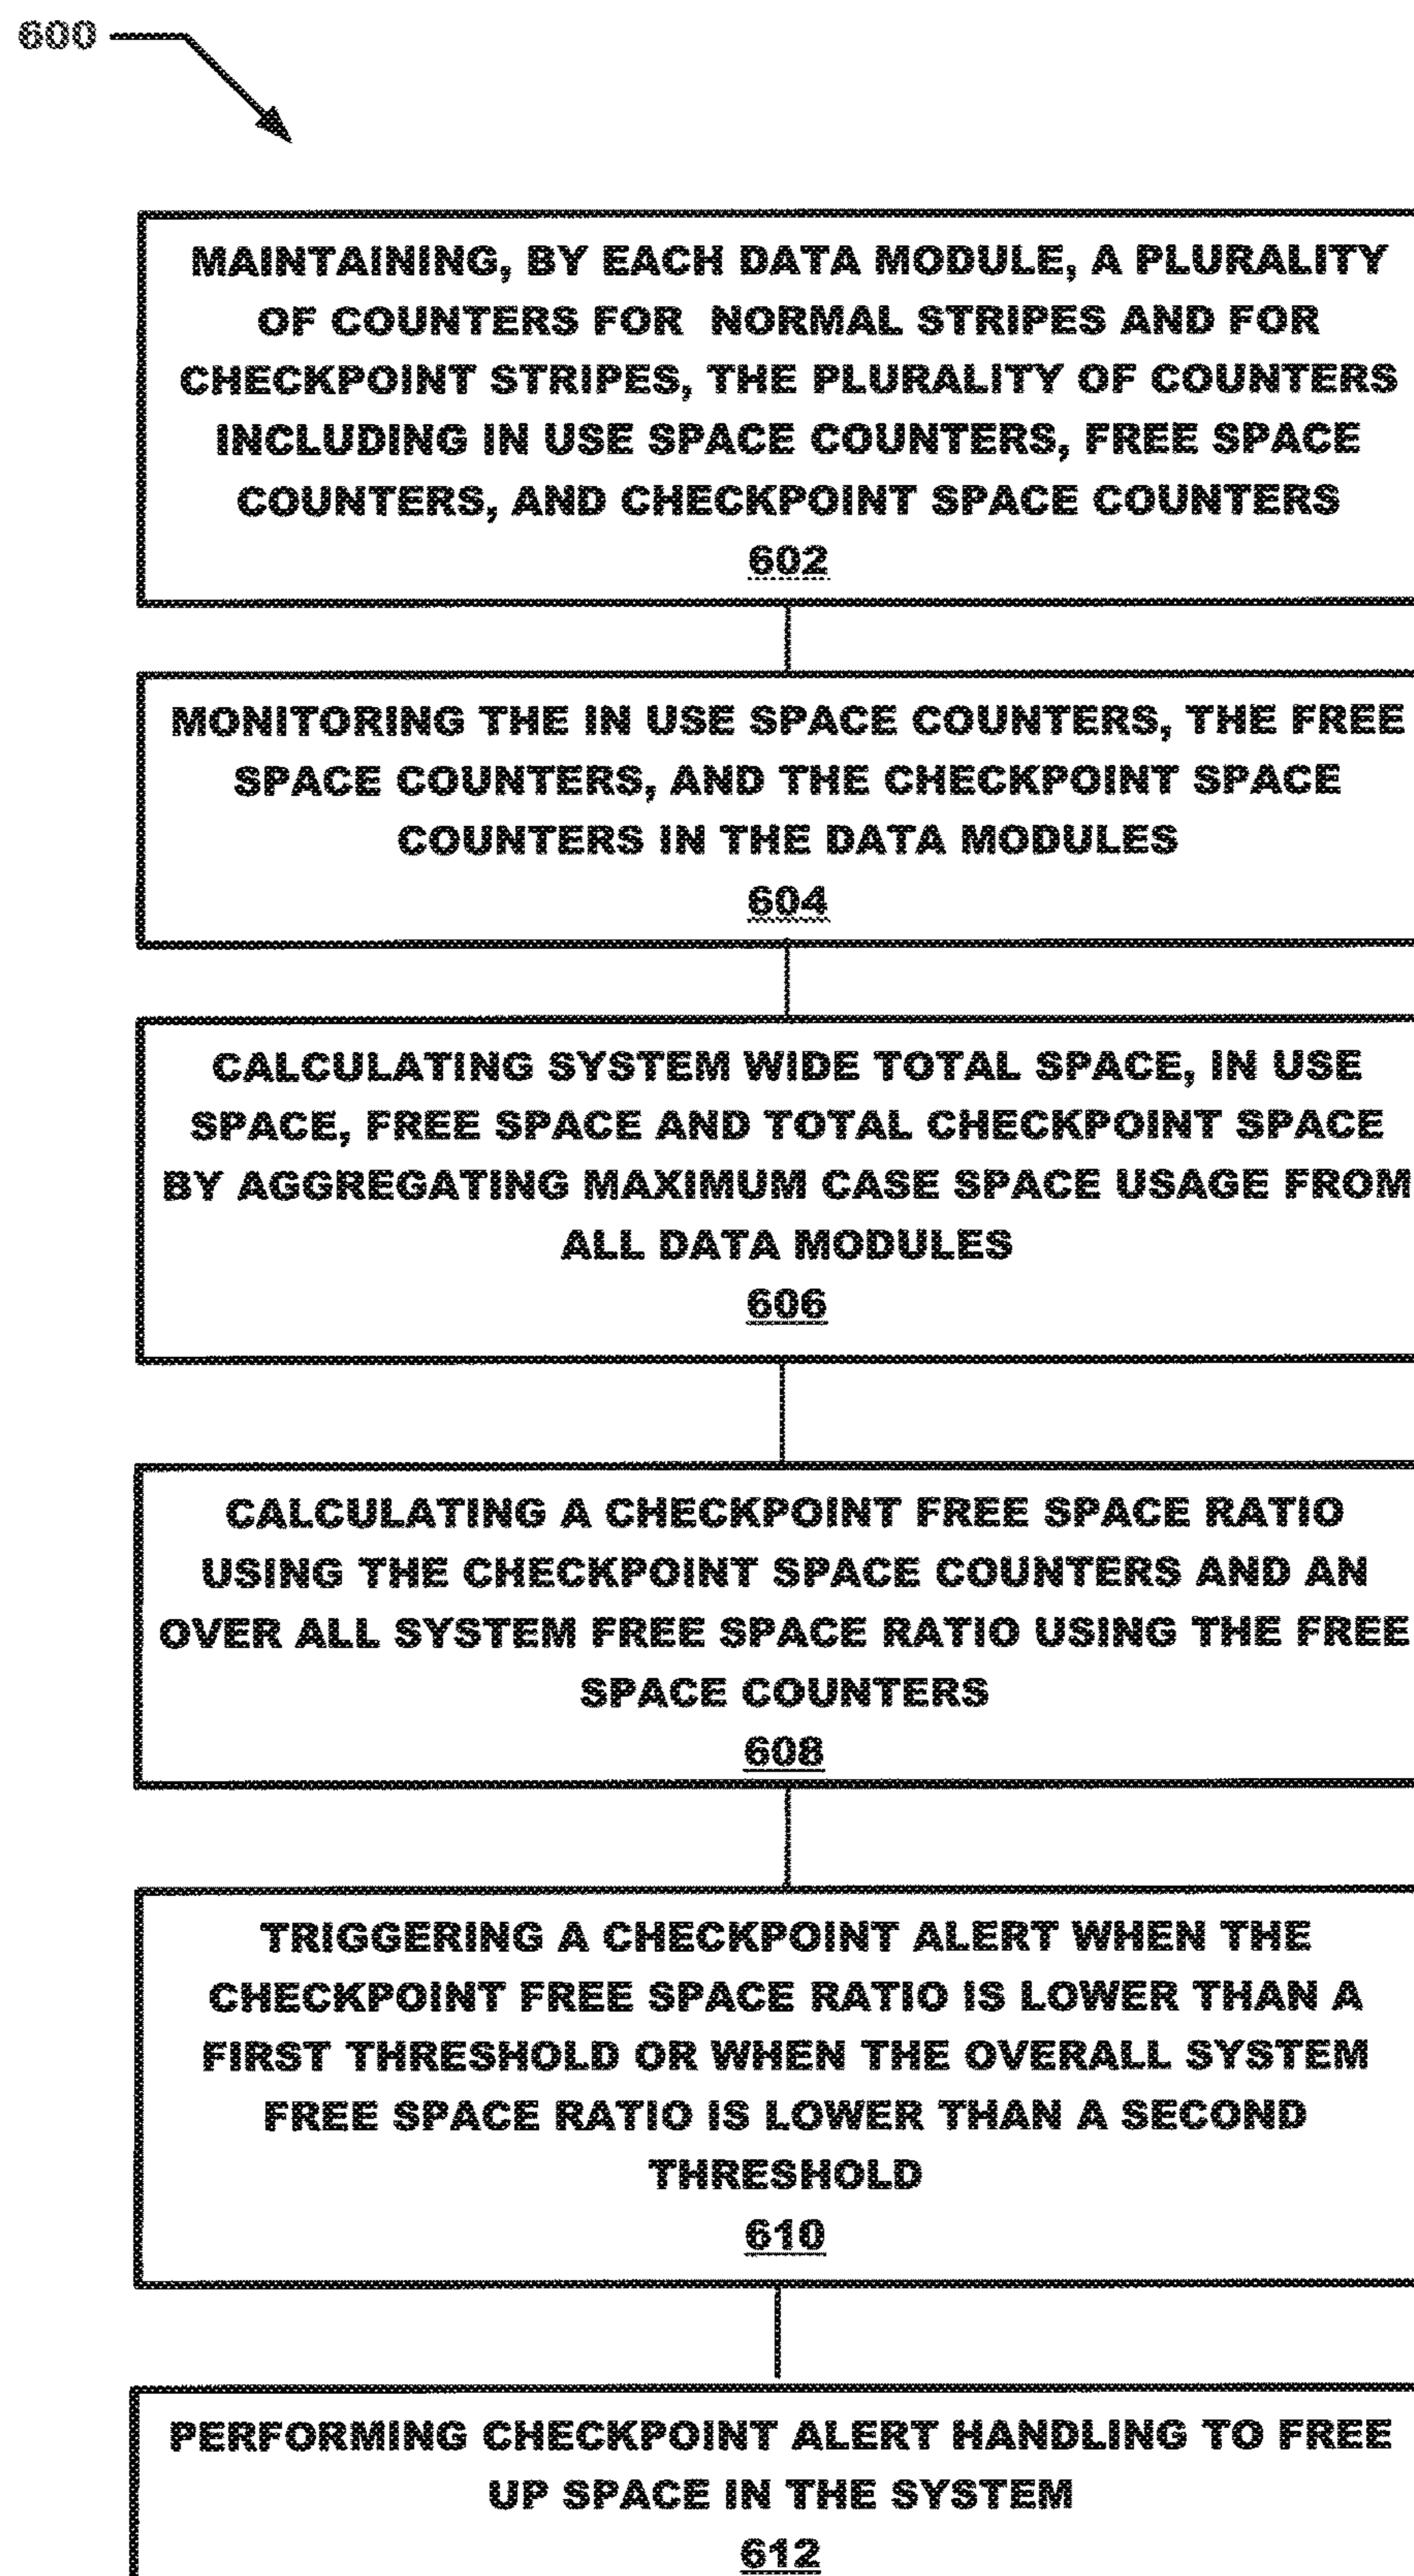 600
MAINTAINING, BY EACH DATA MODULE, A PLURALITY
OF COUNTERS FOR NORMAL STRIPES AND FOR
CHECKPOINT STRIPES, THE PLURALITY OF COUNTERS
INCLUDING IN USE SPACE COUNTERS, FREE SPACE
COUNTERS, AND CHECKPOINT SPACE COUNTERS
602
MONITORING THE IN USE SPACE COUNTERS, THE FREE
SPACE COUNTERS, AND THE CHECKPOINT SPACE
COUNTERS IN THE DATA MODULES
604
CALCULATING SYSTEM WIDE TOTAL SPACE, IN USE
SPACE, FREE SPACE AND TOTAL CHECKPOINT SPACE
BY AGGREGATING MAXIMUM CASE SPACE USAGE FROM
ALL DATA MODULES
606
CALCULATING A CHECKPOINT FREE SPACE RATIO
USING THE CHECKPOINT SPACE COUNTERS AND AN
OVER ALL SYSTEM FREE SPACE RATIO USING THE FREE
SPACE COUNTERS
608
TRIGGERING A CHECKPOINT ALERT WHEN THE
CHECKPOINT FREE SPACE RATIO IS LOWER THAN A
FIRST THRESHOLD OR WHEN THE OVERALL SYSTEM
FREE SPACE RATIO IS LOWER THAN A SECOND
THRESHOLD
610
PERFORMING CHECKPOINT ALERT HANDLING TO FREE
UP SPACE IN THE SYSTEM
612